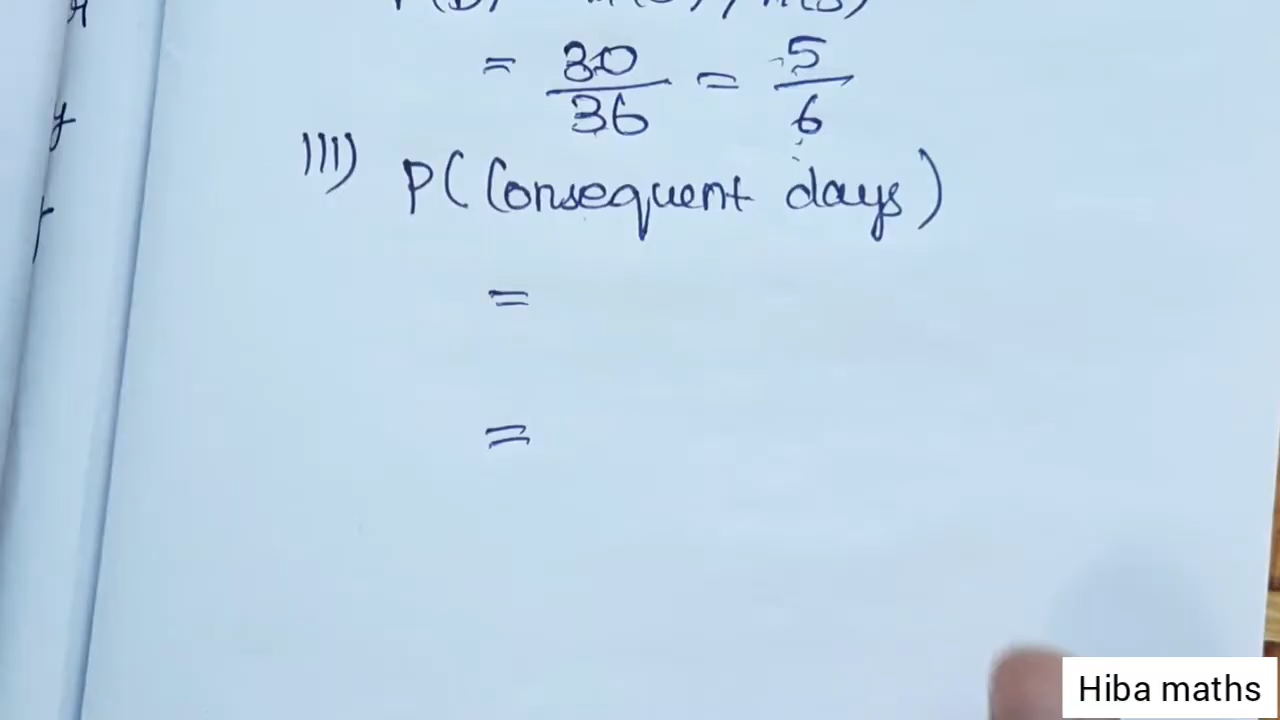 = 30/36 = 5/6
III) P(Consequent days)
=
=
Hiba maths